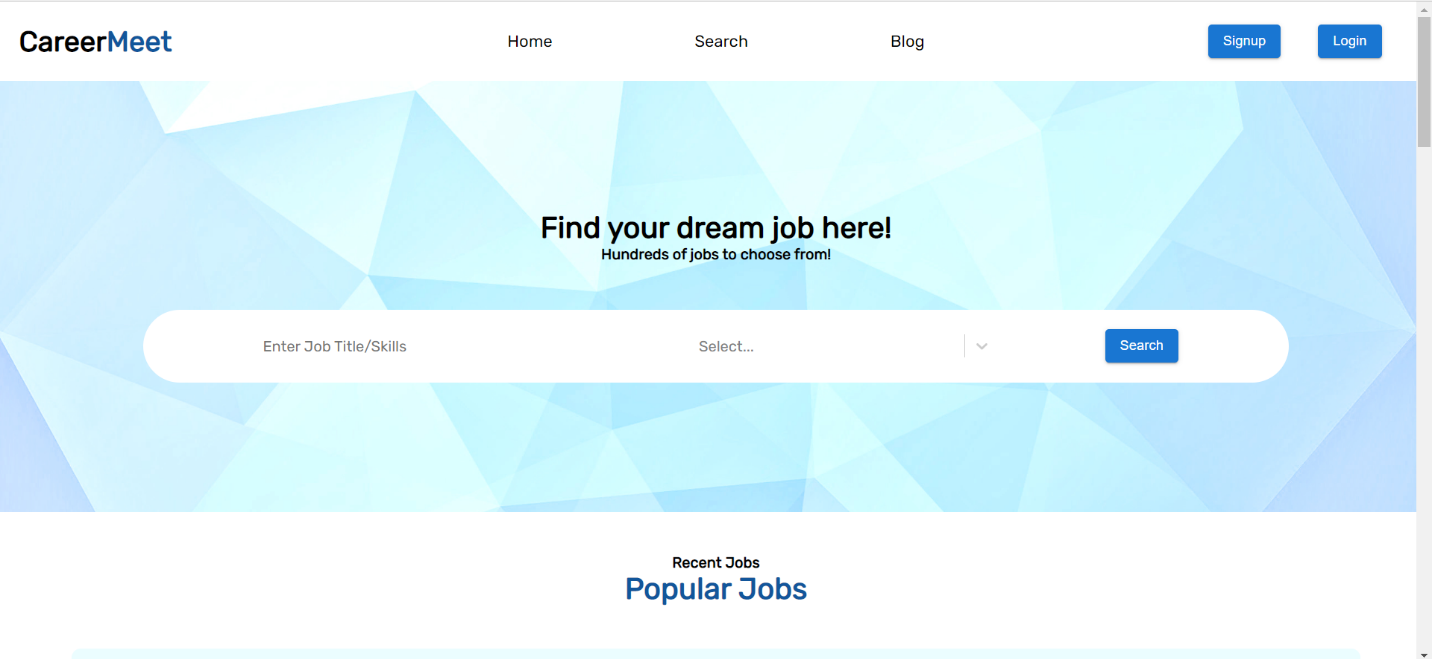 CareerMeet Home Search Blog Signup Login
Find your dream job here!
Hundreds of jobs to choose from!
Enter Job Title/Skills Select... Search
Recent Jobs
Popular Jobs